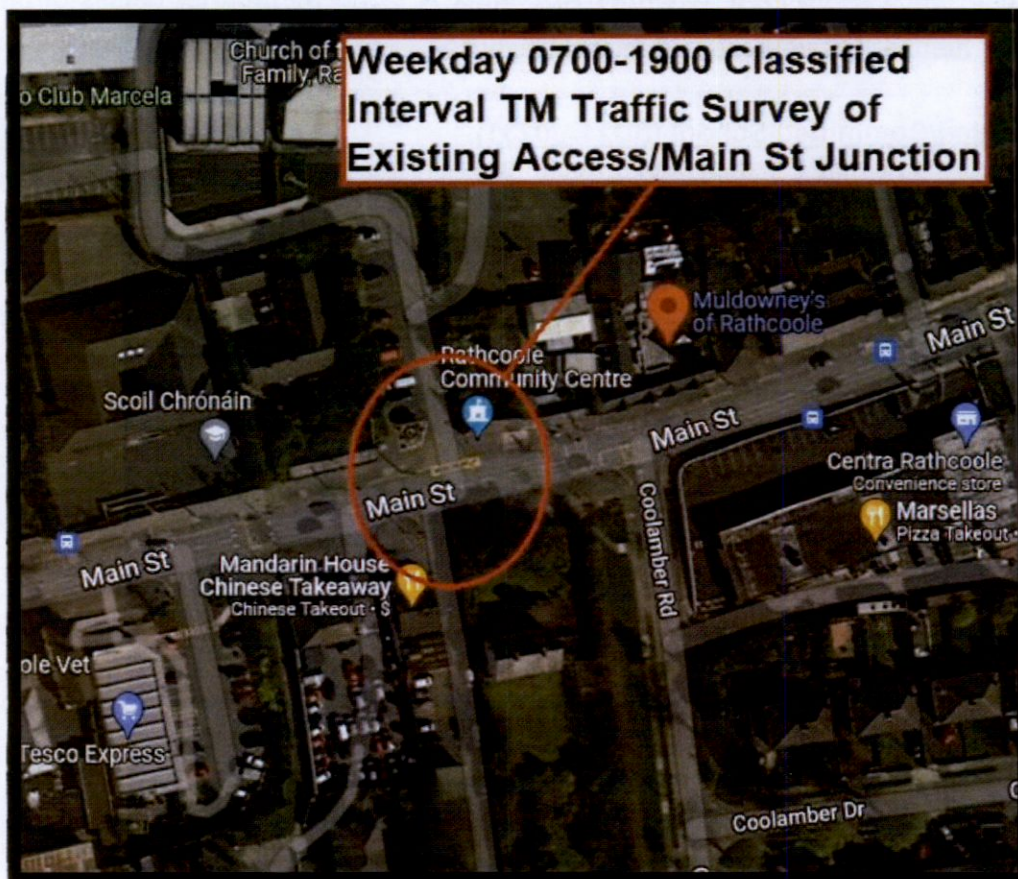 Church of t
Family, Ra
Weekday 0700-1900 Classified
Interval TM Traffic Survey of
Existing Access/Main St Junction
o Club Marcela
Muldowney's
of Rathcoole
Main St
Rathcoole
Community Centre
Scoil Chrónáin
Main St
Centra Rathcoole
Convenience store
Main St
Marsellas
Pizza Takeout
Coolamber Rd
Main St
Mandarin House
Chinese Takeaway
Chinese Takeout • $
ole Vet
Tesco Express
Coolamber Dr